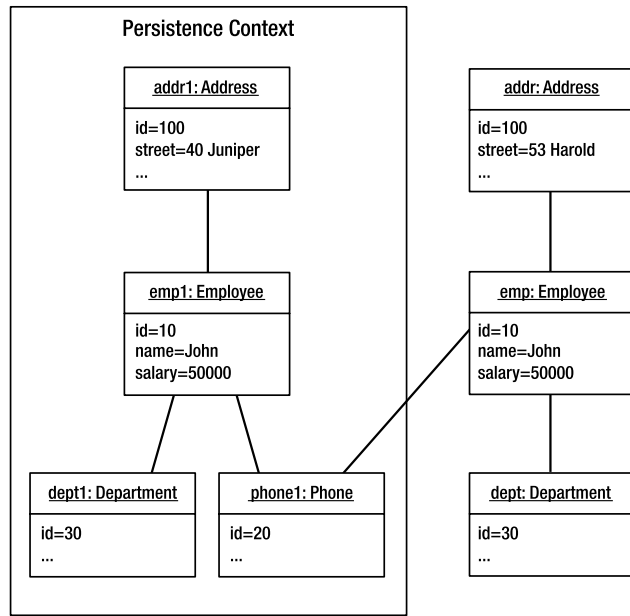 Persistence Context
addr1: Address
id=100
street=40 Juniper
...
emp1: Employee
id=10
name=John
salary=50000
dept1: Department
id=30
...
phone1: Phone
id=20
...
addr: Address
id=100
street=53 Harold
...
emp: Employee
id=10
name=John
salary=50000
dept: Department
id=30
...